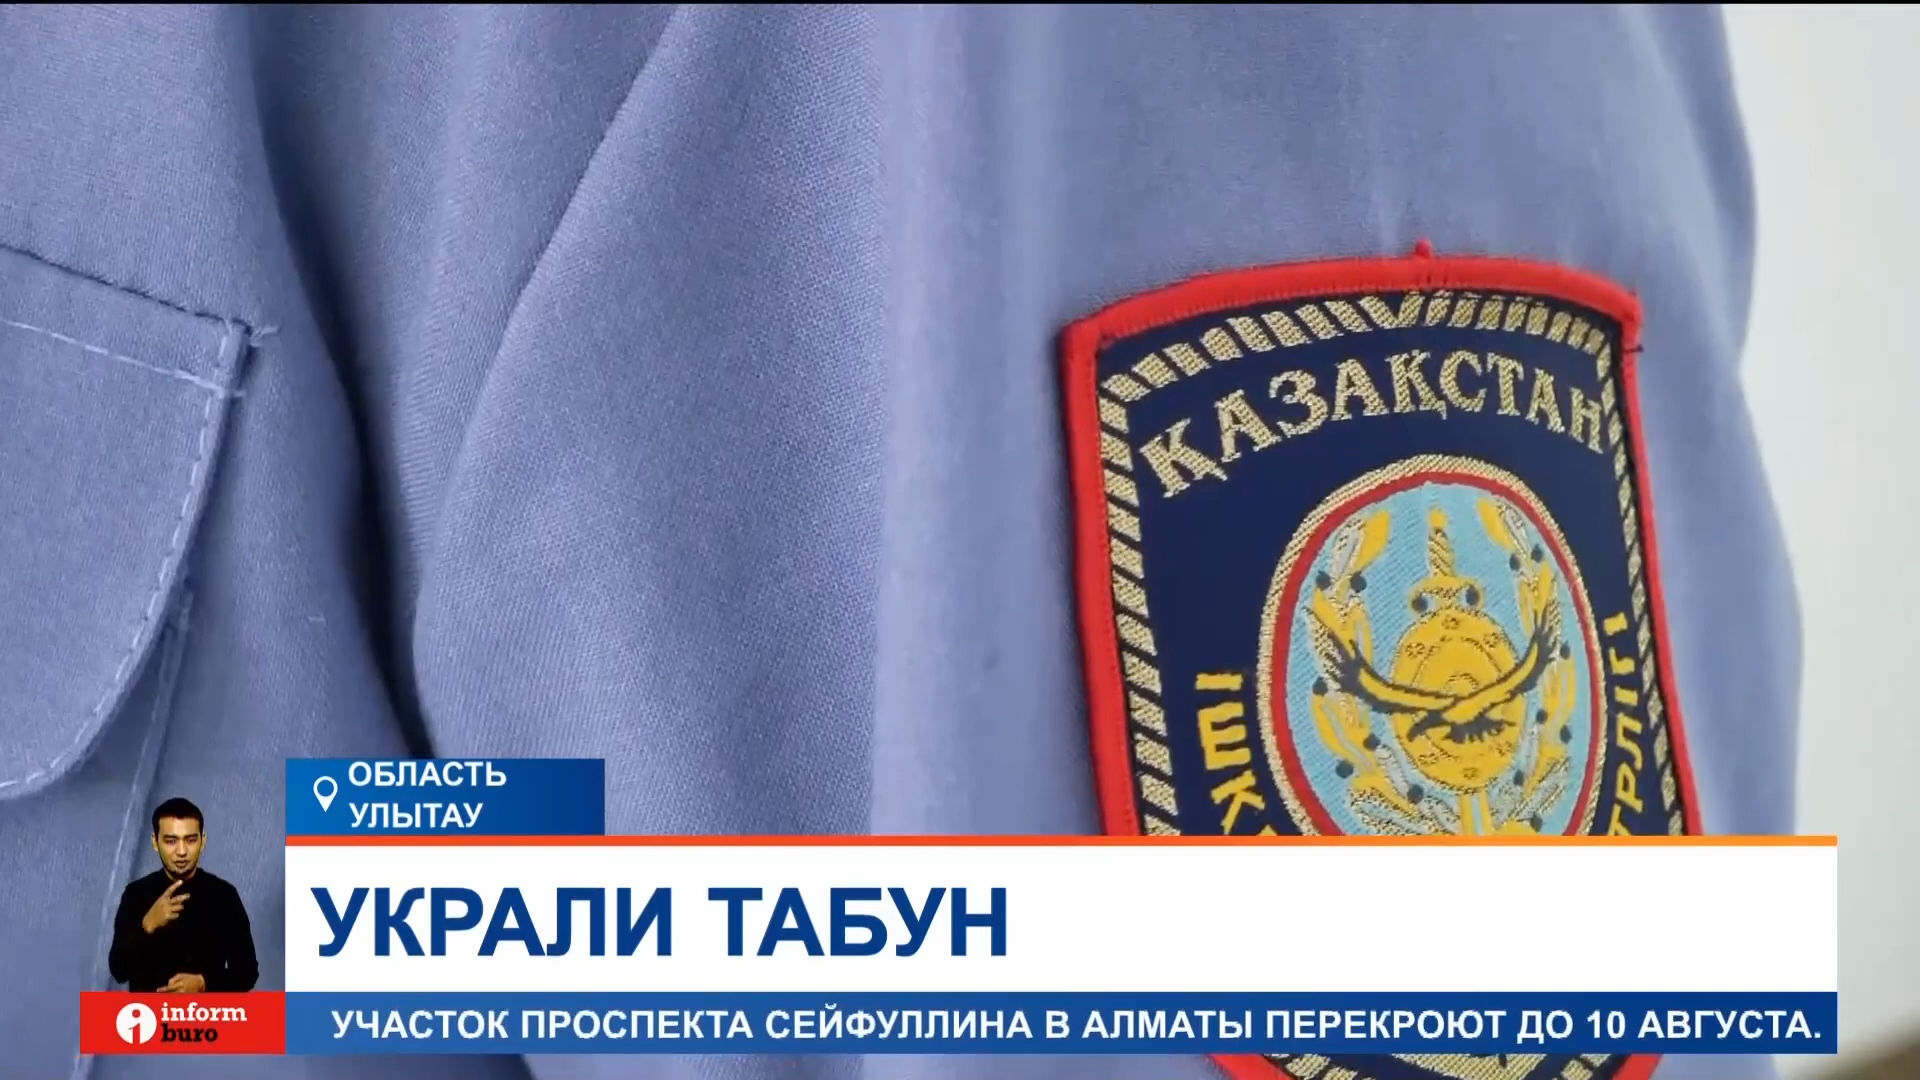 ҚАЗАҚСТАН
ОБЛАСТЬ
УЛЫТАУ
УКРАЛИ ТАБУН
inform
buro
УЧАСТОК ПРОСПЕКТА СЕЙФУЛЛИНА В АЛМАТЫ ПЕРЕКРОЮТ ДО 10 АВГУСТА.